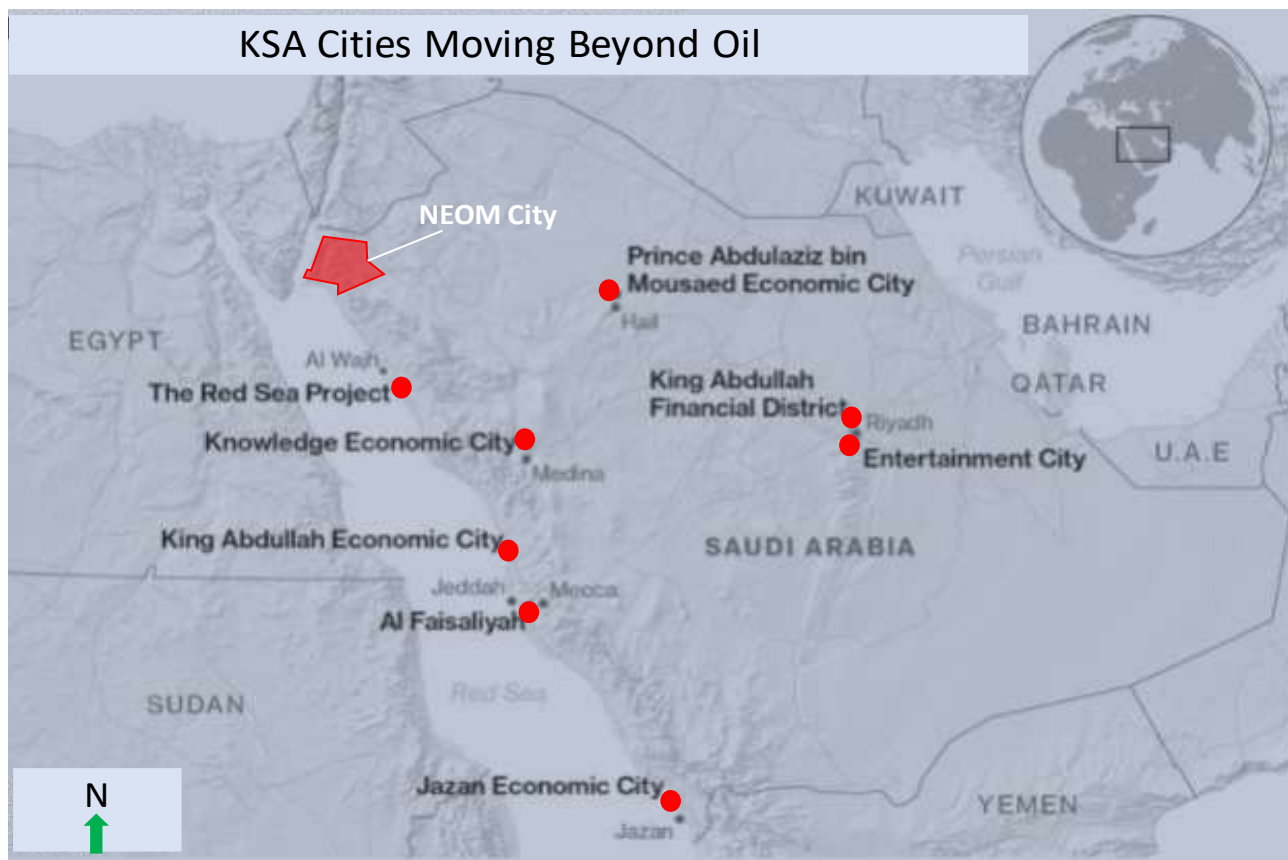 KSA Cities Moving Beyond Oil
KUWAIT
NEOM City
Persian
Gulf
Prince Abdulaziz bin
Mousaed Economic City
Hail
BAHRAIN
EGYPT
Al Wajh
The Red Sea Project
King Abdullah
Financial District
QATAR
Riyadh
Knowledge Economic City
Medina
Entertainment City
U.A.E
King Abdullah Economic City
SAUDI ARABIA
Jeddah
Mecca
Al Faisaliyah
Red Sea
SUDAN
Jazan Economic City
Jazan
YEMEN
N